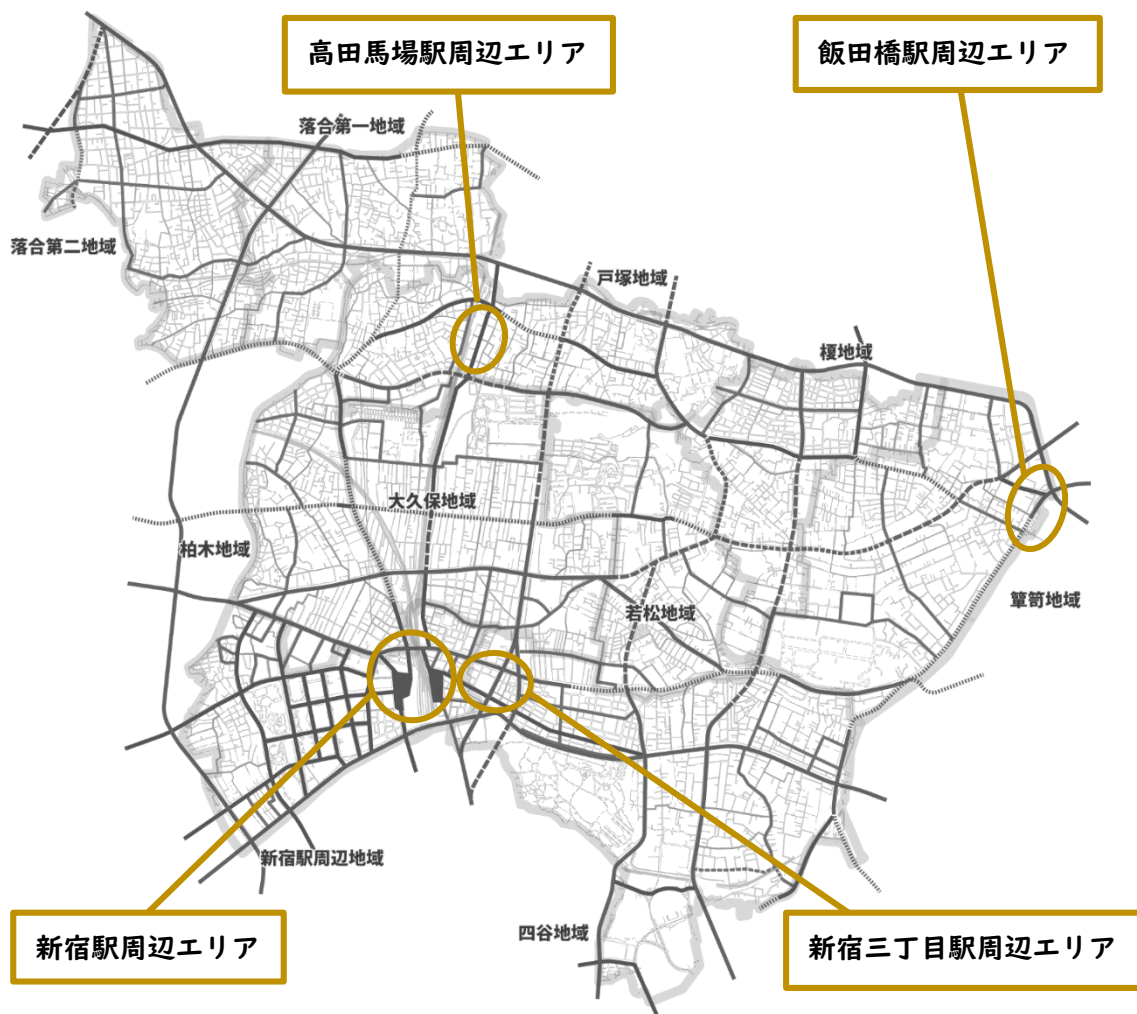 高田馬場駅周辺エリア
飯田橋駅周辺エリア
落合第一地域
落合第二地域
戸塚地域
榎地域
大久保地域
柏木地域
若松地域
簞笥地域
新宿駅周辺地域
四谷地域
新宿駅周辺エリア
新宿三丁目駅周辺エリア